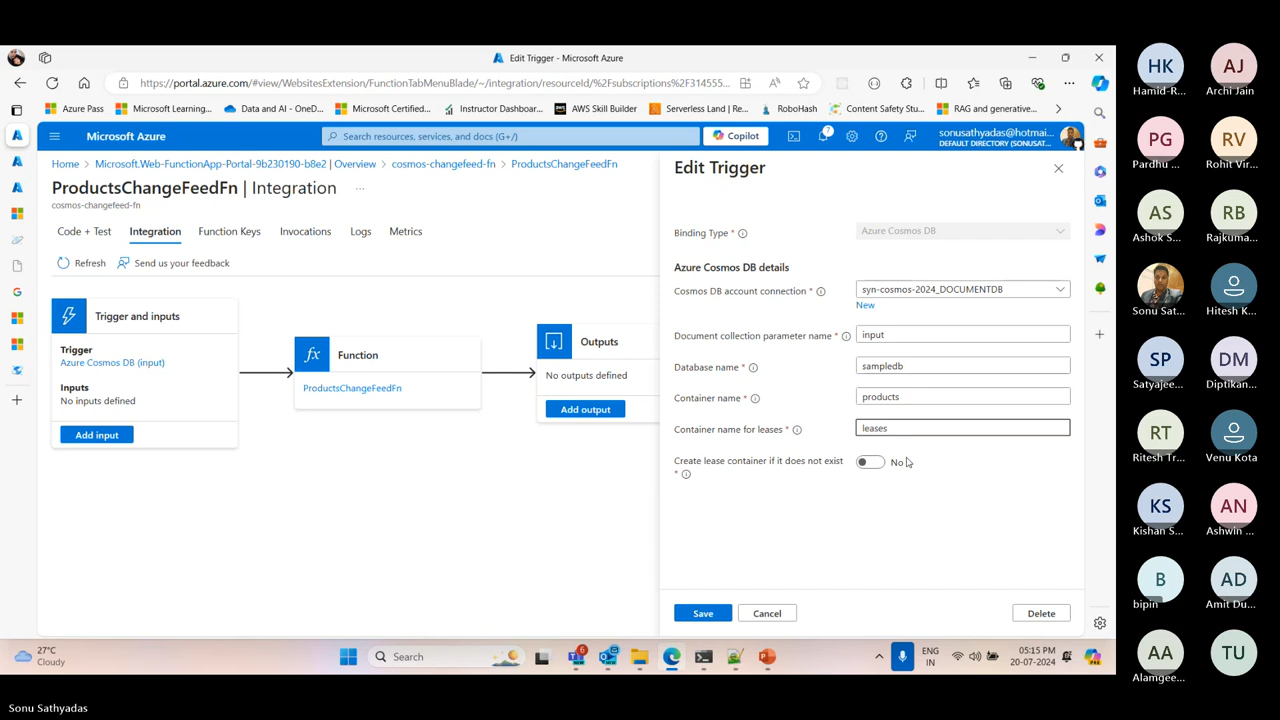 Edit Trigger - Microsoft Azure
https://portal.azure.com/#view/WebsitesExtension/FunctionTabMenuBlade/~/integration/resourceId/%2Fsubscriptions%2F314555...
Azure Pass
Microsoft Learning...
Data and AI - OneD...
Microsoft Certified...
Instructor Dashboar...
AWS Skill Builder
Serverless Land | Re...
RoboHash
Content Safety Stu...
RAG and generative...
Microsoft Azure
Search resources, services, and docs (G+/)
Copilot
7
sonusathyadas@hotmai...
DEFAULT DIRECTORY (SONUSAT...
Home > Microsoft.Web-FunctionApp-Portal-9b230190-b8e2 | Overview > cosmos-changefeed-fn > ProductsChangeFeedFn
ProductsChangeFeedFn | Integration ...
cosmos-changefeed-fn
Code + Test
Integration
Function Keys
Invocations
Logs
Metrics
Refresh
Send us your feedback
Trigger and inputs
Trigger
Azure Cosmos DB (input)
Inputs
No inputs defined
Add input
fx
Function
ProductsChangeFeedFn
Outputs
No outputs defined
Add output
Edit Trigger
Binding Type *
Azure Cosmos DB
Azure Cosmos DB details
Cosmos DB account connection *
syn-cosmos-2024_DOCUMENTDB
New
Document collection parameter name *
input
Database name *
sampledb
Container name *
products
Container name for leases *
leases
Create lease container if it does not exist
*
No
Save
Cancel
Delete
27°C
Cloudy
Search
6
ENG
IN
05:15 PM
20-07-2024
HK
Hamid-R...
AJ
Archi Jain
PG
Pardhu ...
RV
Rohit Vir...
AS
Ashok S...
RB
Rajkuma...
Sonu Sat...
Hitesh K...
SP
Satyajee...
DM
Diptikan...
RT
Ritesh Tr...
Venu Kota
KS
Kishan S...
AN
Ashwin ...
B
bipin
AD
Amit Du...
AA
Alamgee...
TU
Sonu Sathyadas